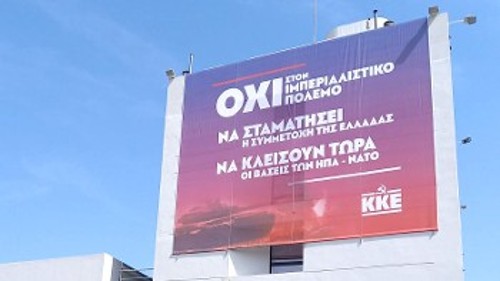 ΟΧΙ ΣΤΟΝ
ΙΜΠΕΡΙΑΛΙΣΤΙΚΟ
ΠΟΛΕΜΟ
ΝΑ ΣΤΑΜΑΤΗΣΕΙ
Η ΣΥΜΜΕΤΟΧΗ ΤΗΣ ΕΛΛΑΔΑΣ
ΝΑ ΚΛΕΙΣΟΥΝ ΤΩΡΑ
ΟΙ ΒΑΣΕΙΣ ΤΩΝ ΗΠΑ - ΝΑΤΟ
ΚΚΕ